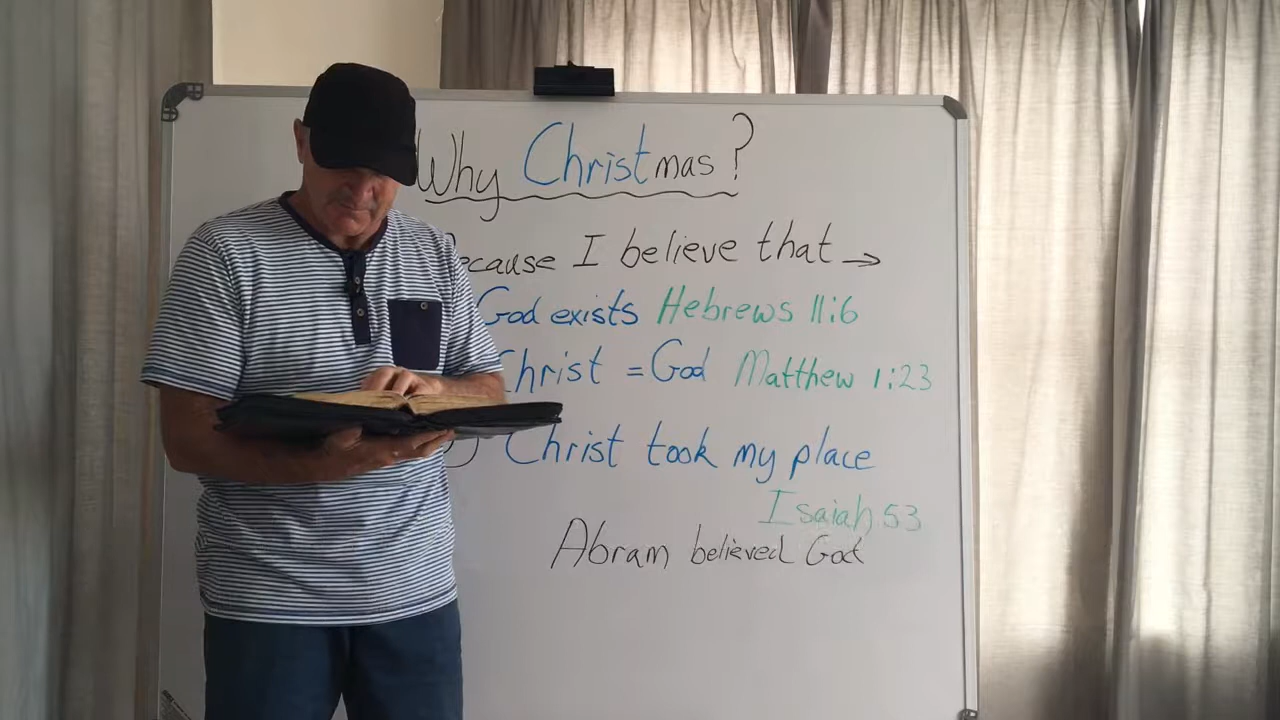 Why Christmas?
ecause I believe that →
God exists Hebrews 11:6
Christ = God Matthew 1:23
Christ took my place
Isaiah 53
Abram believed God